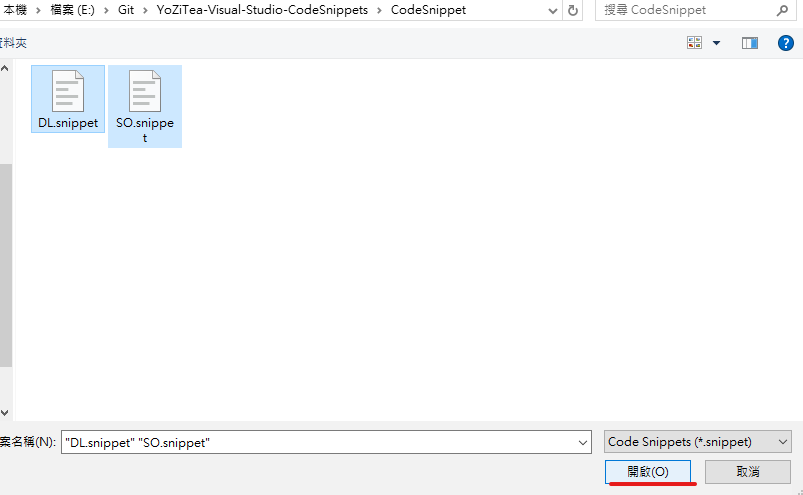 本機 › 檔案 (E:) › Git › YoZiTea-Visual-Studio-CodeSnippets › CodeSnippet
搜尋 CodeSnippet
資料夾
DL.snippet
SO.snippe
t
案名稱(N):
"DL.snippet" "SO.snippet"
Code Snippets (*.snippet)
開啟(O)
取消